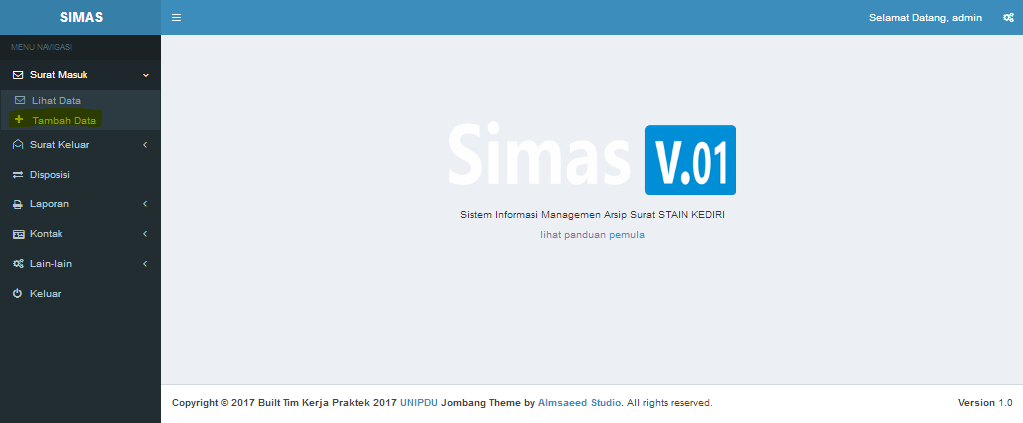 SIMAS
Selamat Datang, admin
MENU NAVIGASI
Surat Masuk
Lihat Data
Tambah Data
Surat Keluar
Disposisi
Laporan
Kontak
Lain-lain
Keluar
Simas V.01
Sistem Informasi Managemen Arsip Surat STAIN KEDIRI
lihat panduan pemula
Copyright © 2017 Built Tim Kerja Praktek 2017 UNIPDU Jombang Theme by Almsaeed Studio. All rights reserved.
Version 1.0